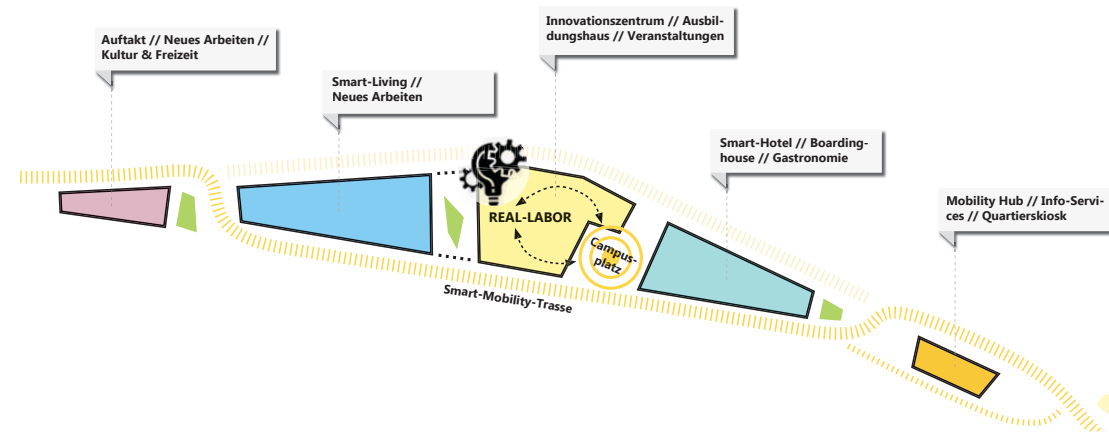 Auftakt // Neues Arbeiten //
Kultur & Freizeit
Smart-Living //
Neues Arbeiten
Innovationszentrum // Ausbil-
dungshaus // Veranstaltungen
Smart-Hotel // Boarding-
house // Gastronomie
Mobility Hub // Info-Servi-
ces // Quartierskiosk
REAL-LABOR
Campus-
platz
Smart-Mobility-Trasse